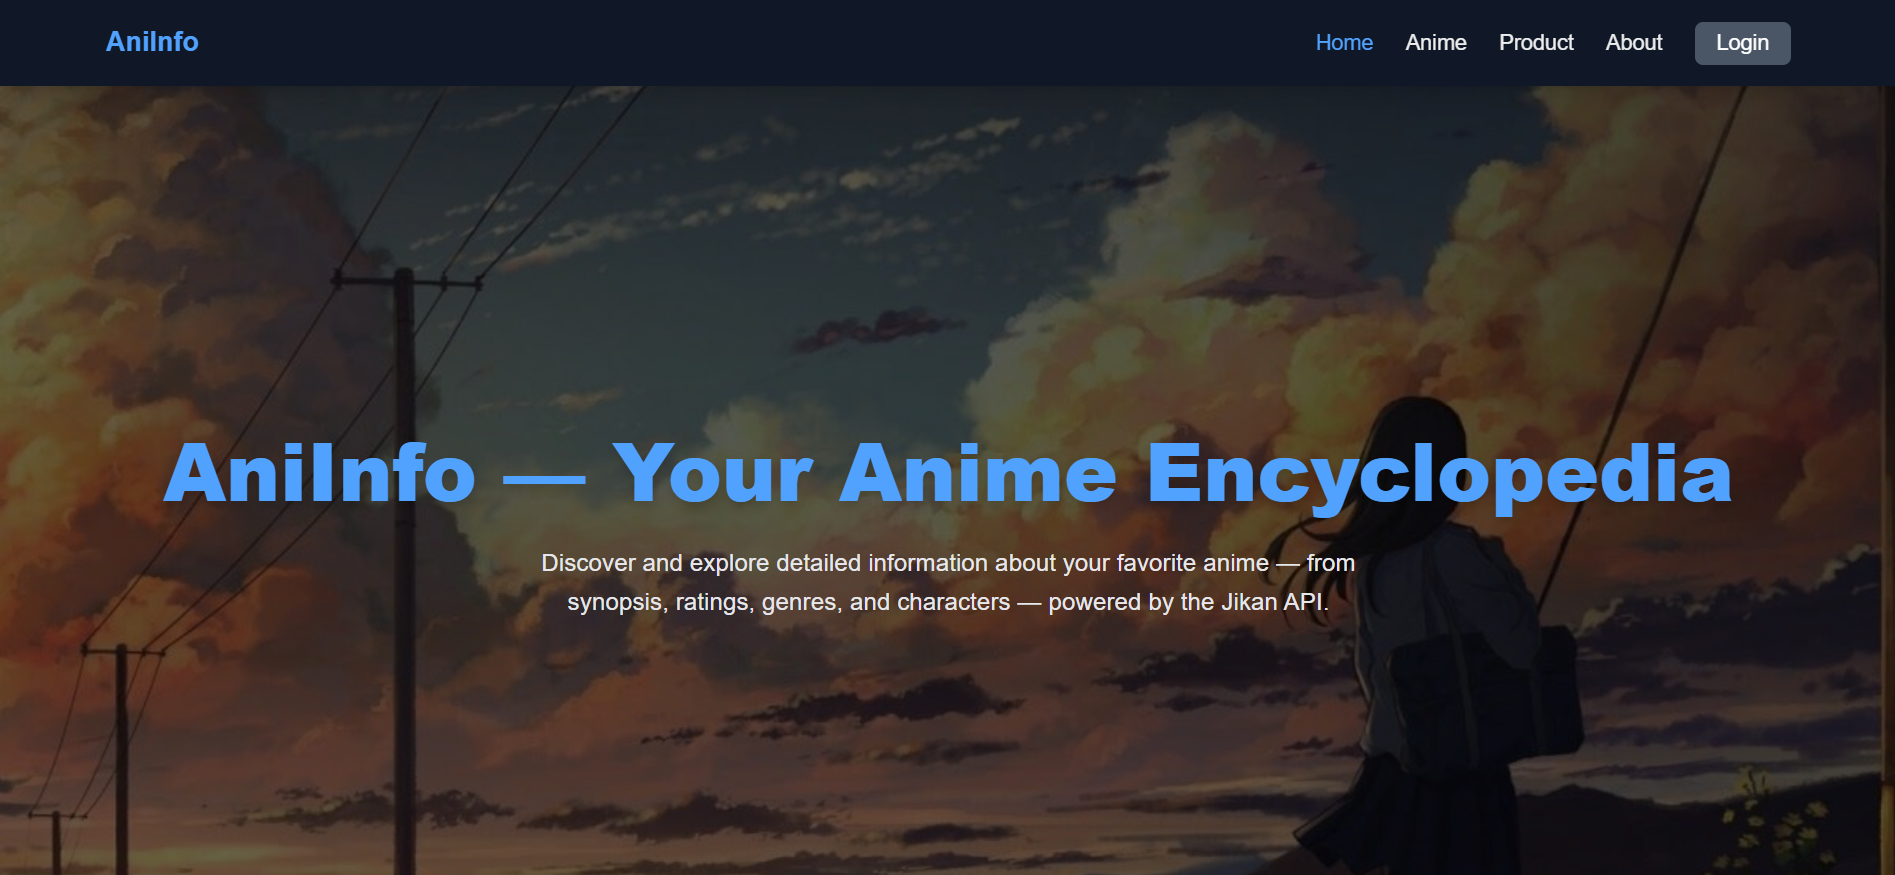 AniInfo
Home Anime Product About Login
AniInfo — Your Anime Encyclopedia
Discover and explore detailed information about your favorite anime — from
synopsis, ratings, genres, and characters — powered by the Jikan API.